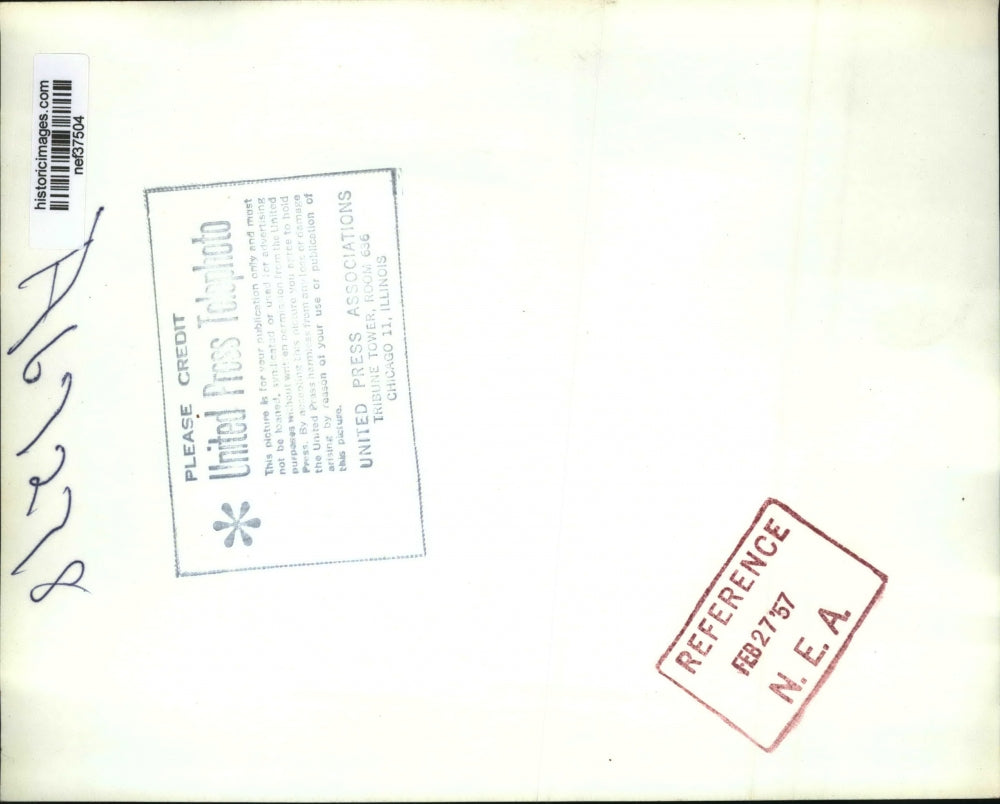 historicimages.com
nef37504
PLEASE CREDIT
United Press Telephoto
This picture is for your publication only and must
not be loaned, syndicated or used for advertising
purposes without written permission from the United
Press. By accepting this picture you agree to hold
the United Press harmless from any loss or damage
arising by reason of your use or publication of
this picture.
UNITED PRESS ASSOCIATIONS
TRIBUNE TOWER, ROOM 636
CHICAGO 11, ILLINOIS
REFERENCE
FEB 27 '57
N. E. A.